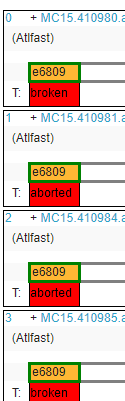 0 + MC15.410980.a
(Atlfast)
e6809
T: broken
1 + MC15.410981.a
(Atlfast)
e6809
T: aborted
2 + MC15.410984.a
(Atlfast)
e6809
T: aborted
3 + MC15.410985.a
(Atlfast)
e6809
T: broken